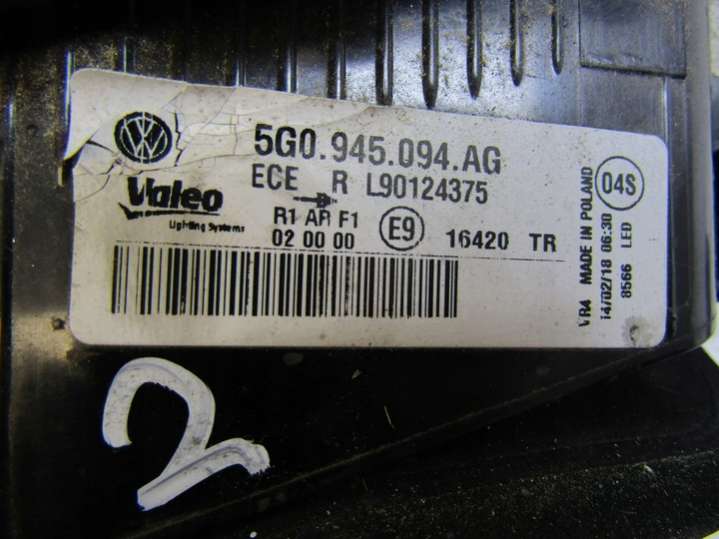 5G0.945.094.AG
ECE R L90124375
Valeo
Lighting Systems
R1 AR F1
02 00 00
E9
16420 TR
VR4 MADE IN POLAND
14/02/18 06:30
8566 LED
04S
2